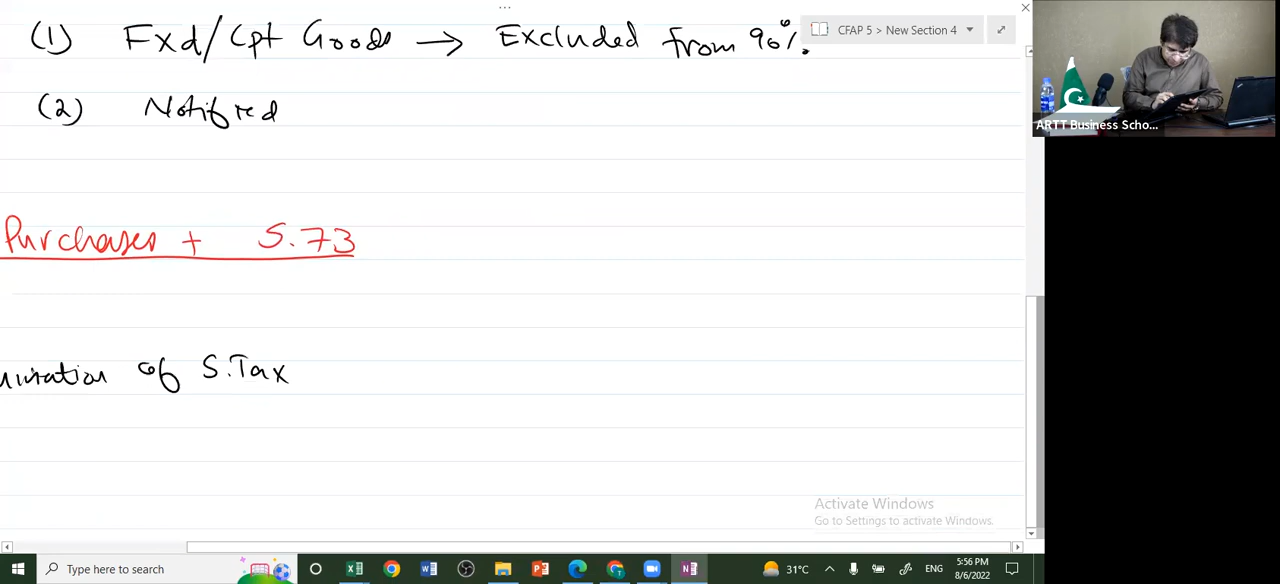 (1) Fxd/Cpt Goods → Excluded from 90%.
CFAP 5 > New Section 4
(2) Notified
ARTT Business Scho...
Purchases + S.73
of S.Tax
Activate Windows
Go to Settings to activate Windows.
Type here to search
31°C
ENG
5:56 PM
8/6/2022